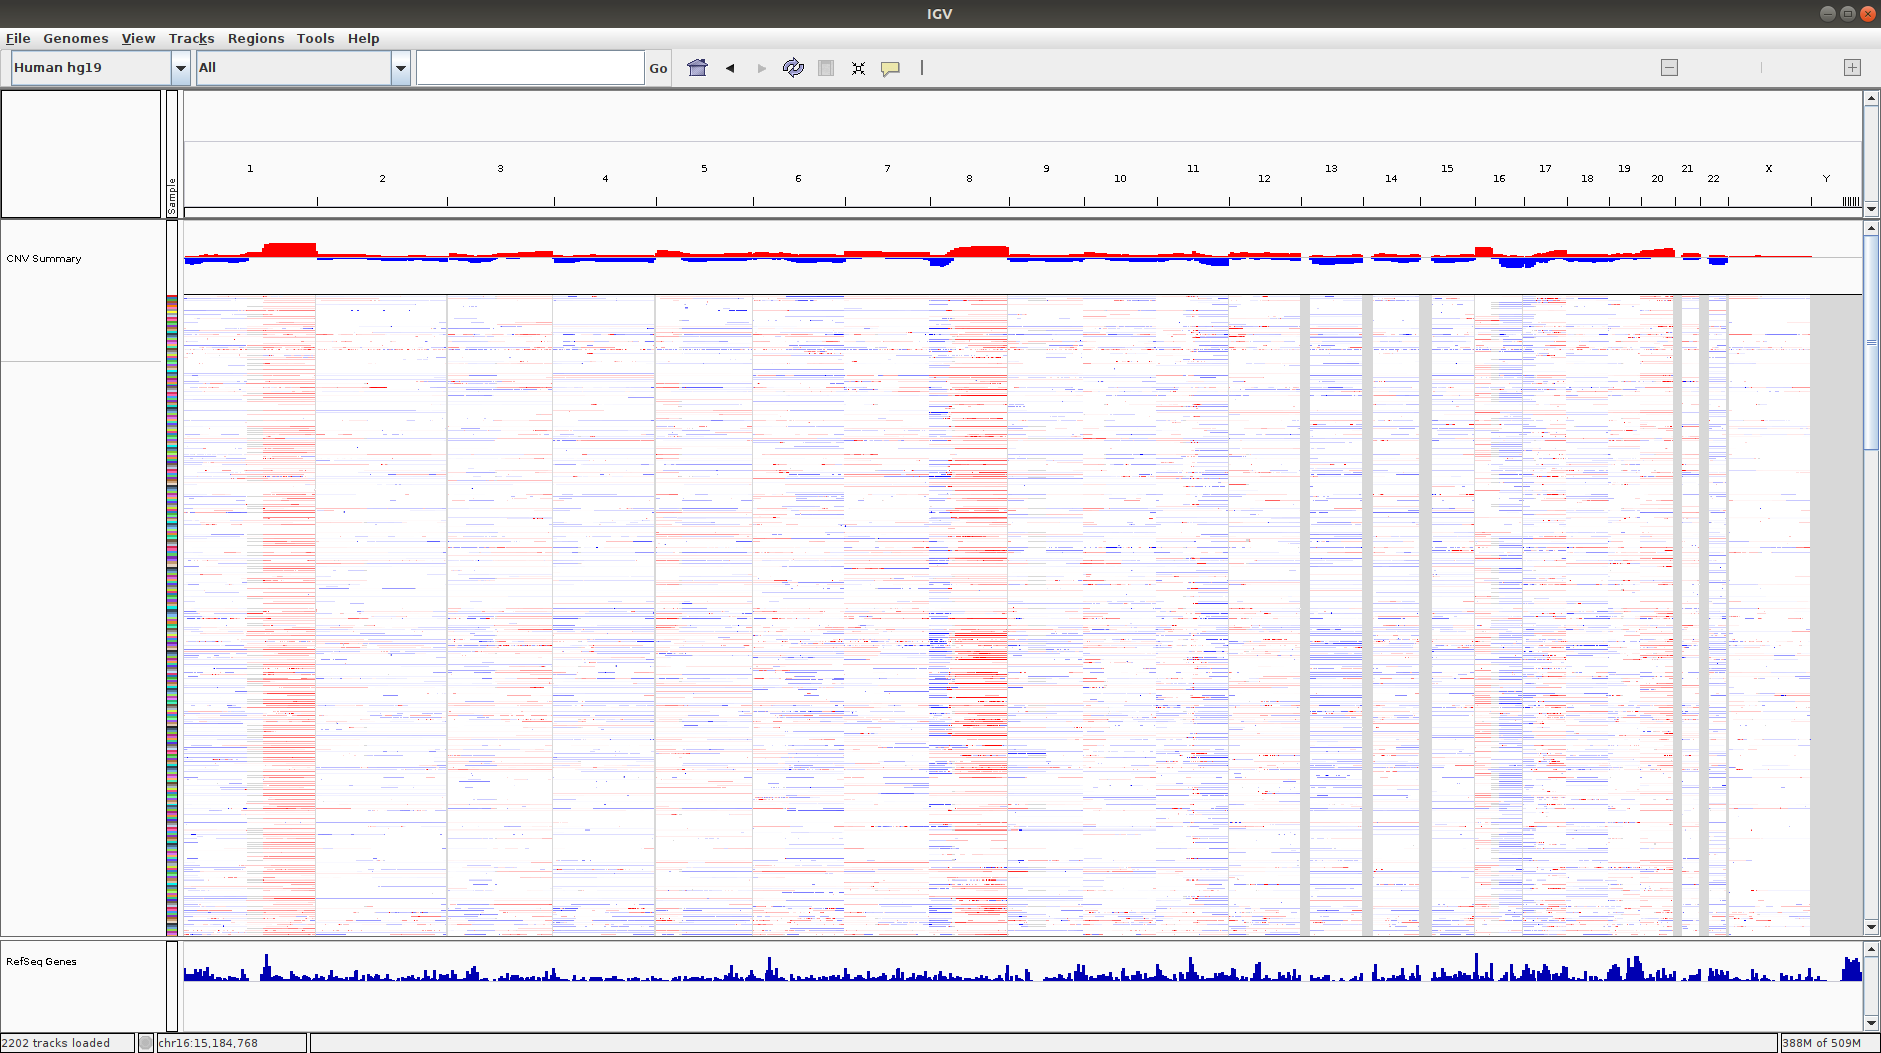 IGV
File Genomes View Tracks Regions Tools Help
Human hg19 All Go
Sample
1 3 5 7 9 11 13 15 17 19 21 X
2 4 6 8 10 12 14 16 18 20 22 Y
CNV Summary
RefSeq Genes
2202 tracks loaded chr16:15,184,768 388M of 509M